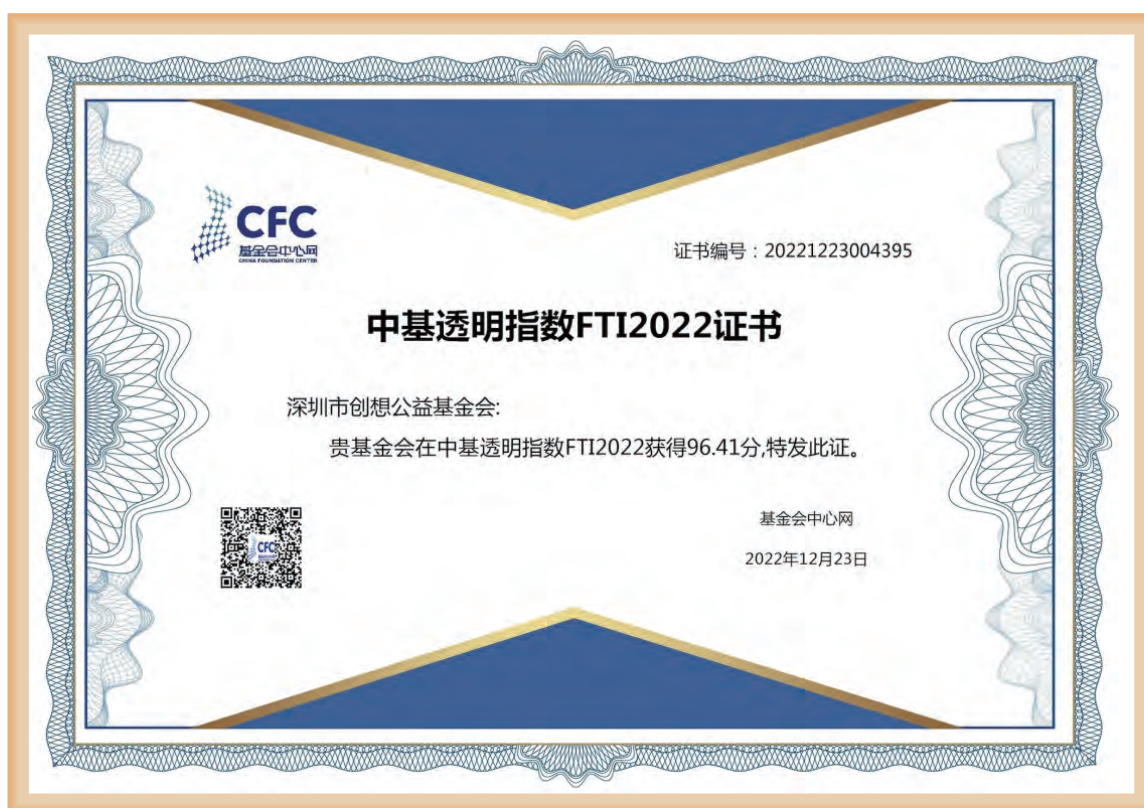 CFC
基金会中心网
CHINA FOUNDATION CENTER
证书编号：20221223004395
中基透明指数FTI2022证书
深圳市创想公益基金会:
贵基金会在中基透明指数FTI2022获得96.41分,特发此证。
CFC
基金会中心网
2022年12月23日